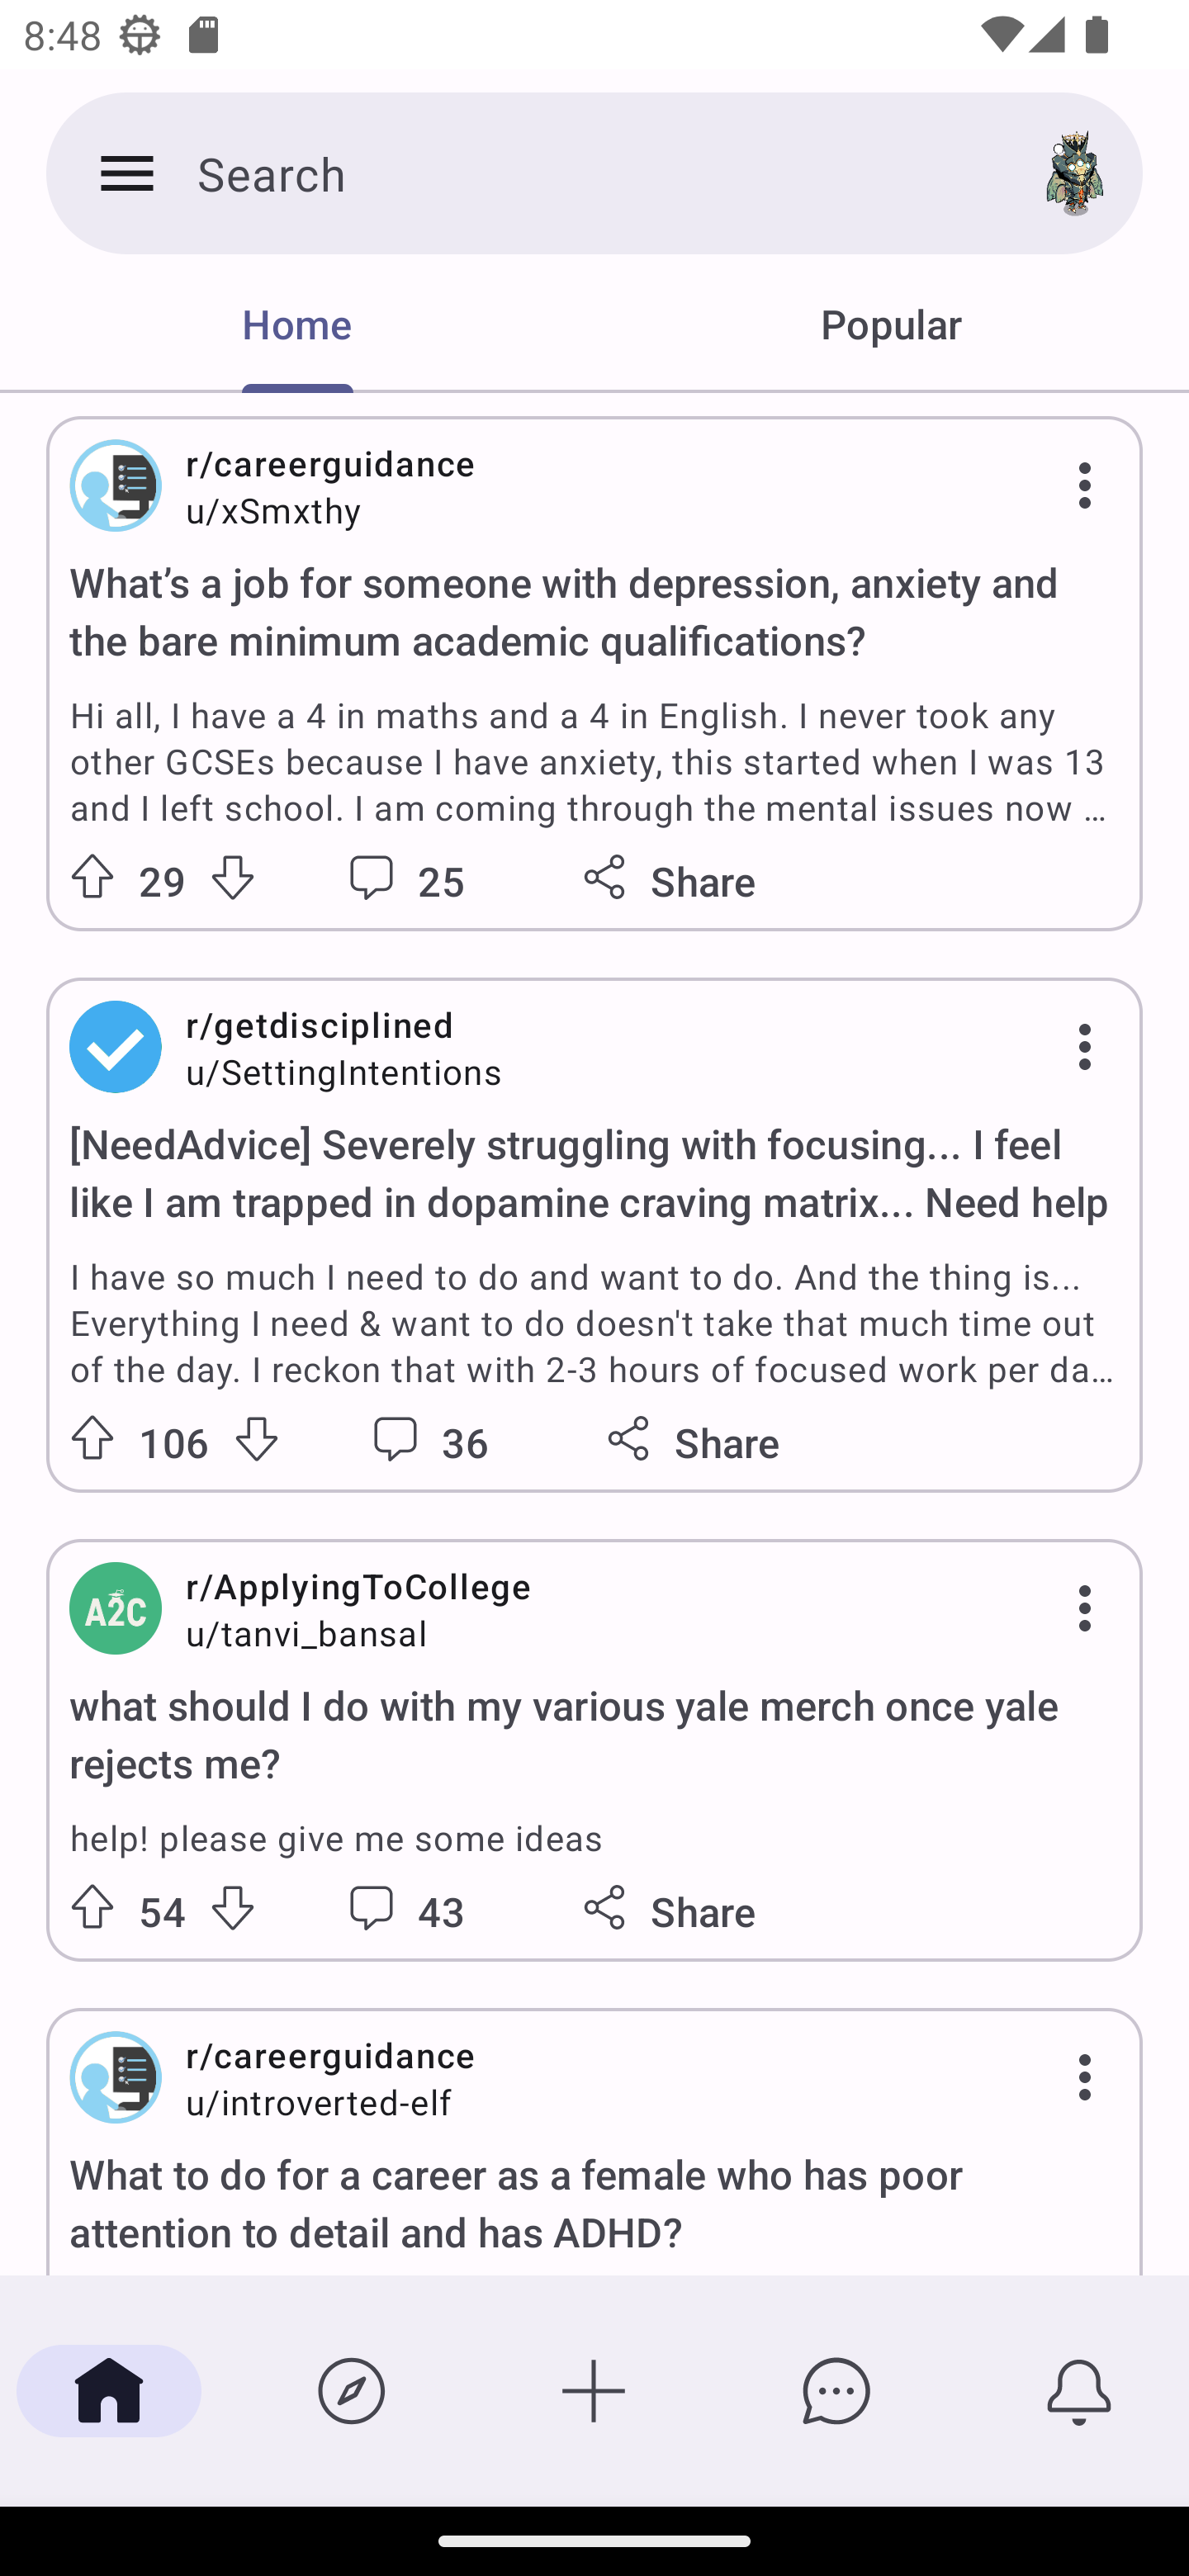 8:48
Search
Home
Popular
r/careerguidance
u/xSmxthy
What’s a job for someone with depression, anxiety and
the bare minimum academic qualifications?
Hi all, I have a 4 in maths and a 4 in English. I never took any
other GCSEs because I have anxiety, this started when I was 13
and I left school. I am coming through the mental issues now ...
29
25
Share
r/getdisciplined
u/SettingIntentions
[NeedAdvice] Severely struggling with focusing... I feel
like I am trapped in dopamine craving matrix... Need help
I have so much I need to do and want to do. And the thing is...
Everything I need & want to do doesn't take that much time out
of the day. I reckon that with 2-3 hours of focused work per da...
106
36
Share
A2C
r/ApplyingToCollege
u/tanvi_bansal
what should I do with my various yale merch once yale
rejects me?
help! please give me some ideas
54
43
Share
r/careerguidance
u/introverted-elf
What to do for a career as a female who has poor
attention to detail and has ADHD?